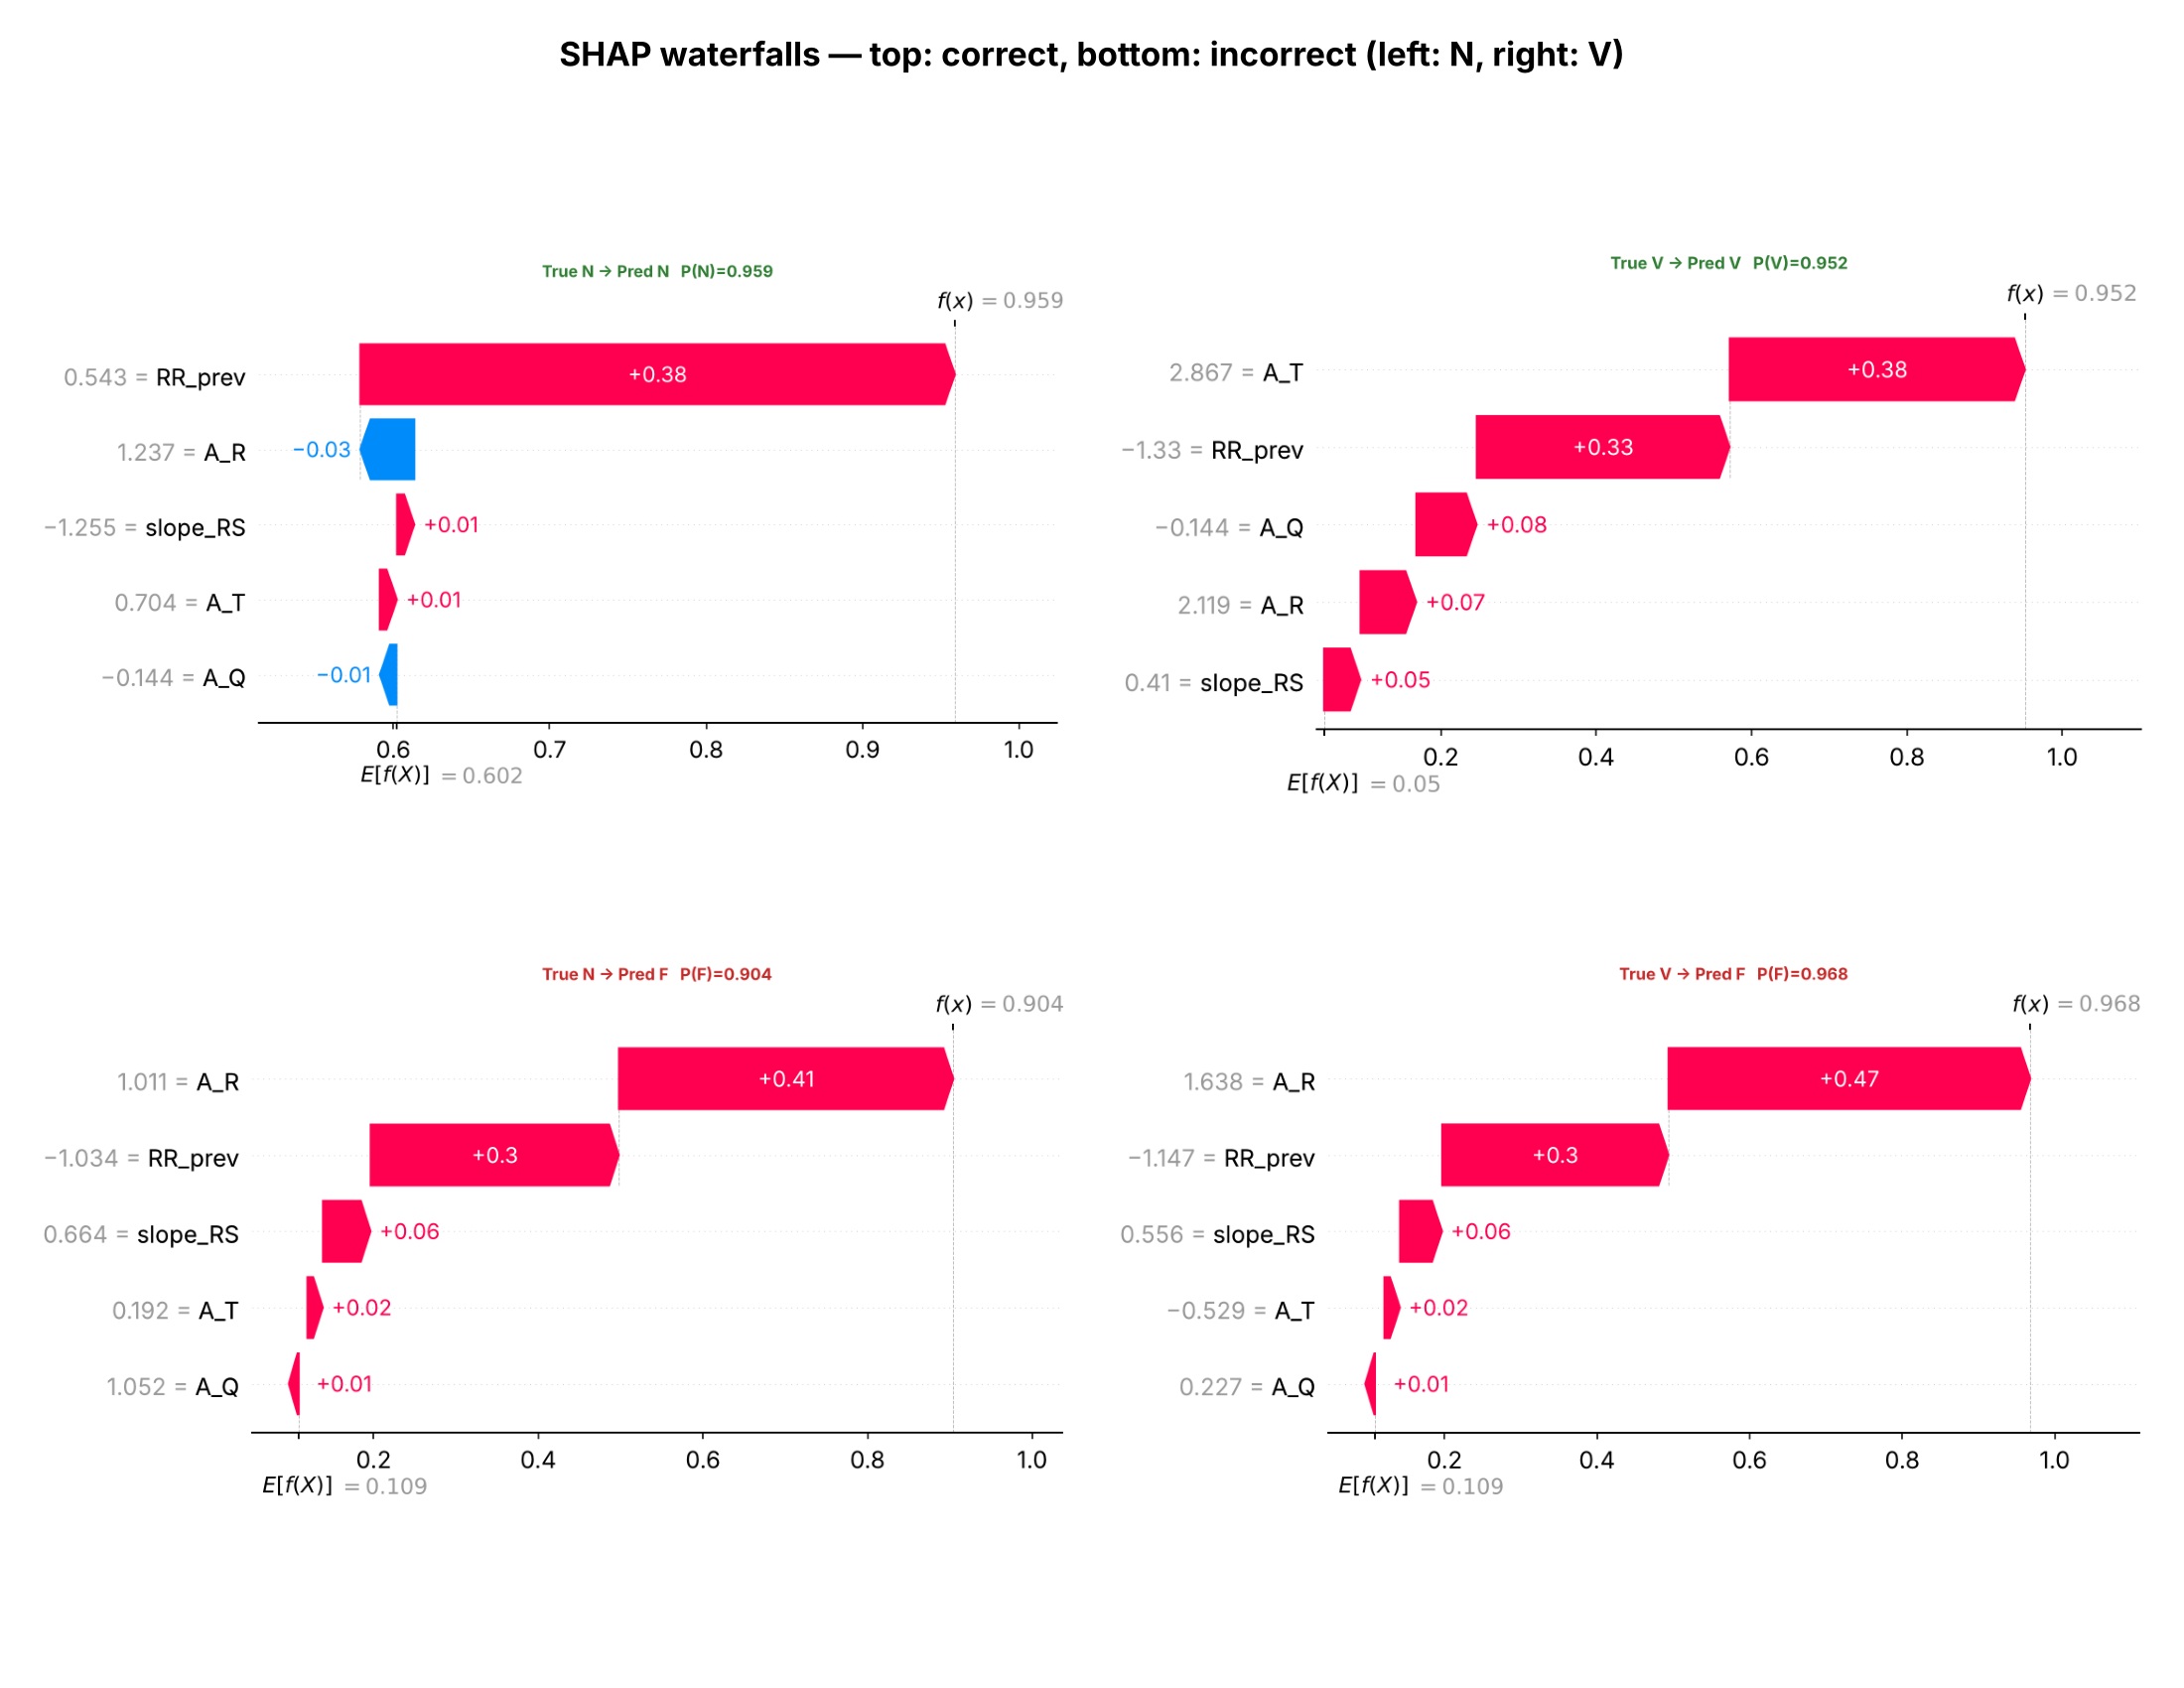 SHAP waterfalls — top: correct, bottom: incorrect (left: N, right: V)
True N → Pred N P(N)=0.959
f(x) = 0.959
0.543 = RR_prev
+0.38
1.237 = A_R
−0.03
−1.255 = slope_RS
+0.01
0.704 = A_T
+0.01
−0.144 = A_Q
−0.01
0.6 0.7 0.8 0.9 1.0
E[f(X)] = 0.602
True V → Pred V P(V)=0.952
f(x) = 0.952
2.867 = A_T
+0.38
−1.33 = RR_prev
+0.33
−0.144 = A_Q
+0.08
2.119 = A_R
+0.07
0.41 = slope_RS
+0.05
0.2 0.4 0.6 0.8 1.0
E[f(X)] = 0.05
True N → Pred F P(F)=0.904
f(x) = 0.904
1.011 = A_R
+0.41
−1.034 = RR_prev
+0.3
0.664 = slope_RS
+0.06
0.192 = A_T
+0.02
1.052 = A_Q
+0.01
0.2 0.4 0.6 0.8 1.0
E[f(X)] = 0.109
True V → Pred F P(F)=0.968
f(x) = 0.968
1.638 = A_R
+0.47
−1.147 = RR_prev
+0.3
0.556 = slope_RS
+0.06
−0.529 = A_T
+0.02
0.227 = A_Q
+0.01
0.2 0.4 0.6 0.8 1.0
E[f(X)] = 0.109